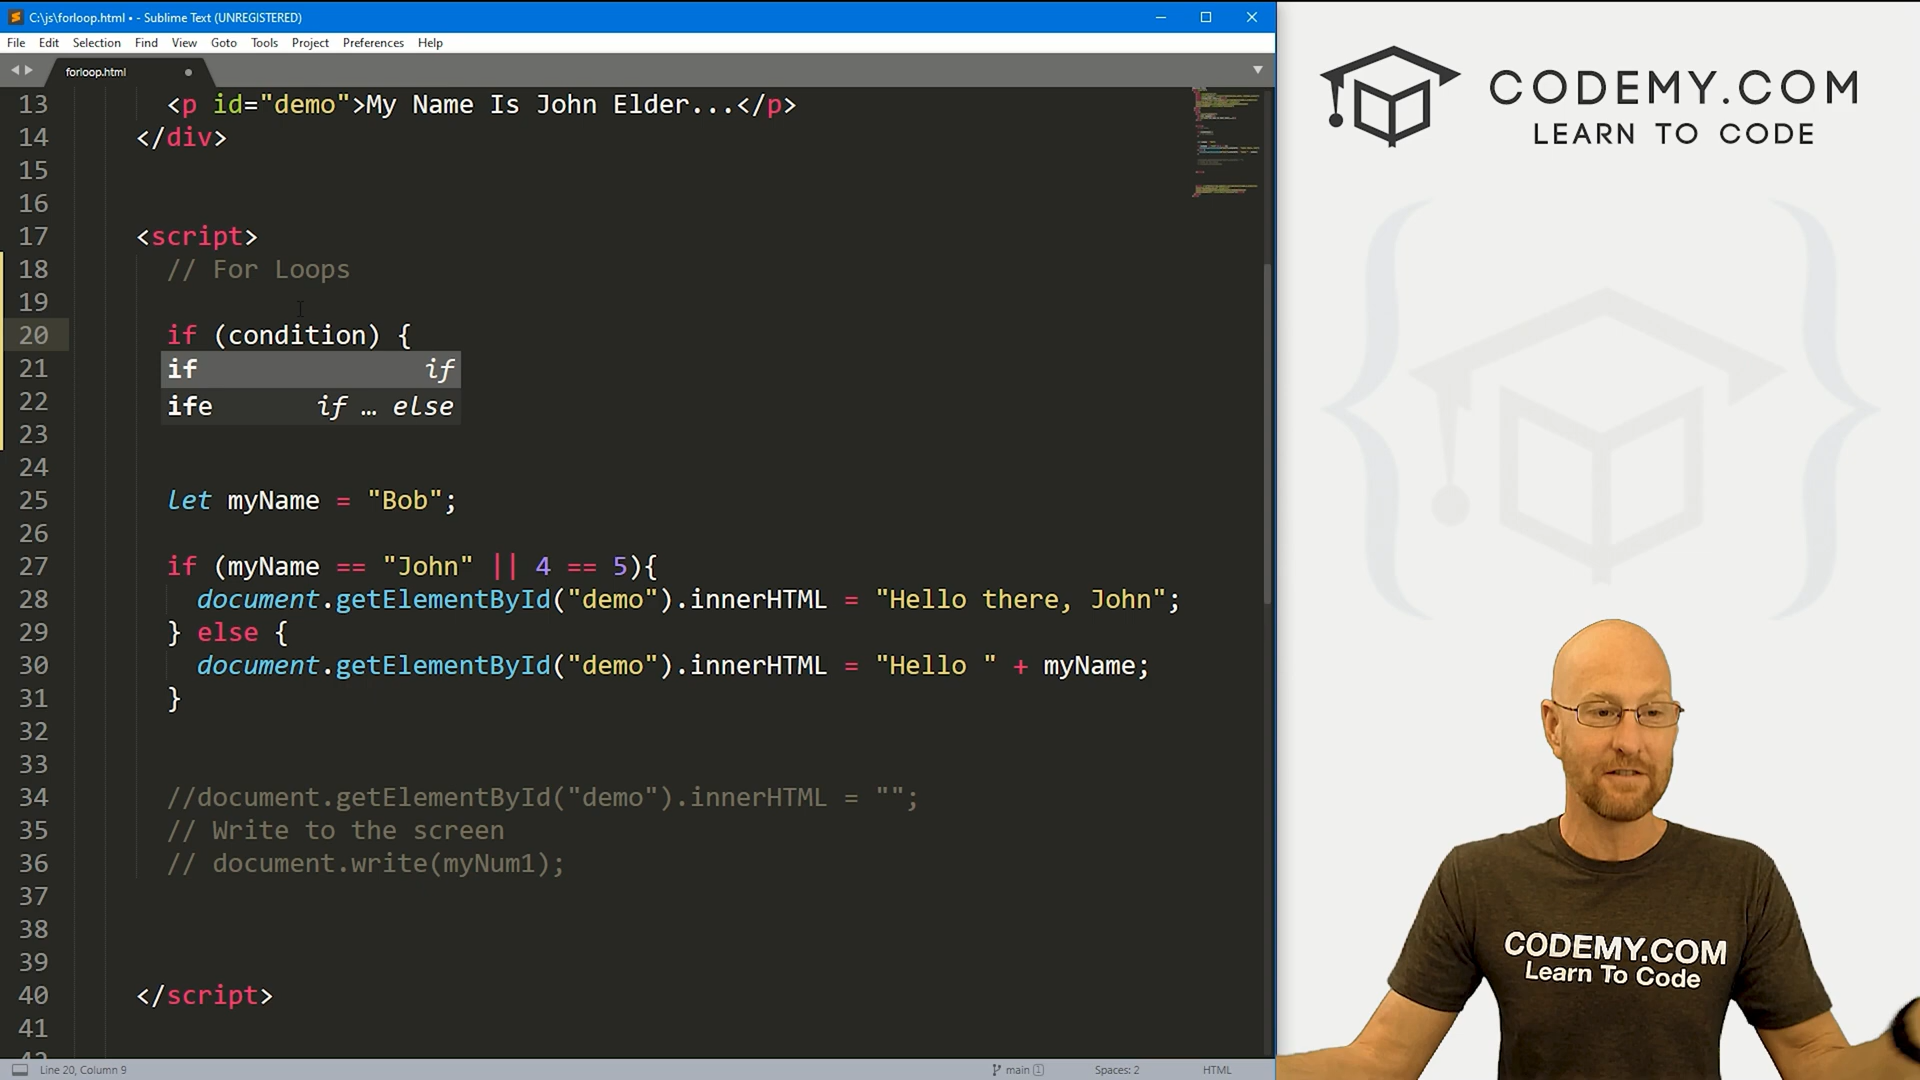 C:\js\forloop.html • - Sublime Text (UNREGISTERED)
File Edit Selection Find View Goto Tools Project Preferences Help
forloop.html
13 <p id="demo">My Name Is John Elder...</p>
14 </div>
15
16
17 <script>
18 // For Loops
19
20 if (condition) {
21 if if
22 ife if … else
23
24
25 let myName = "Bob";
26
27 if (myName == "John" || 4 == 5){
28 document.getElementById("demo").innerHTML = "Hello there, John";
29 } else {
30 document.getElementById("demo").innerHTML = "Hello " + myName;
31 }
32
33
34 //document.getElementById("demo").innerHTML = "";
35 // Write to the screen
36 // document.write(myNum1);
37
38
39
40 </script>
41
Line 20, Column 9 main 1 Spaces: 2 HTML
CODEMY.COM
LEARN TO CODE
CODEMY.COM
Learn To Code